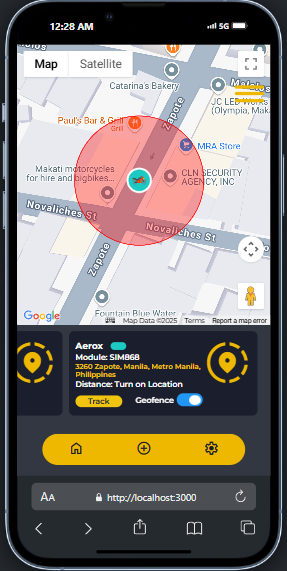 12:28 AM
5G
Map
Satellite
Catarina's Bakery
Zapote
JC LED Works
(Olympia, Maka
Paul's Bar & Grill
Grill
MRA Store
Makati motorcycles
for hire and bigbikes...
CLN SECURITY
AGENCY, INC
Novaliches St
Novaliches St
Zapote
Fountain Blue Water
Google
Map Data ©2025
Terms
Report a map error
Aerox
Module: SIM868
3260 Zapote, Manila, Metro Manila,
Philippines
Distance: Turn on Location
Track
Geofence
AA
http://localhost:3000